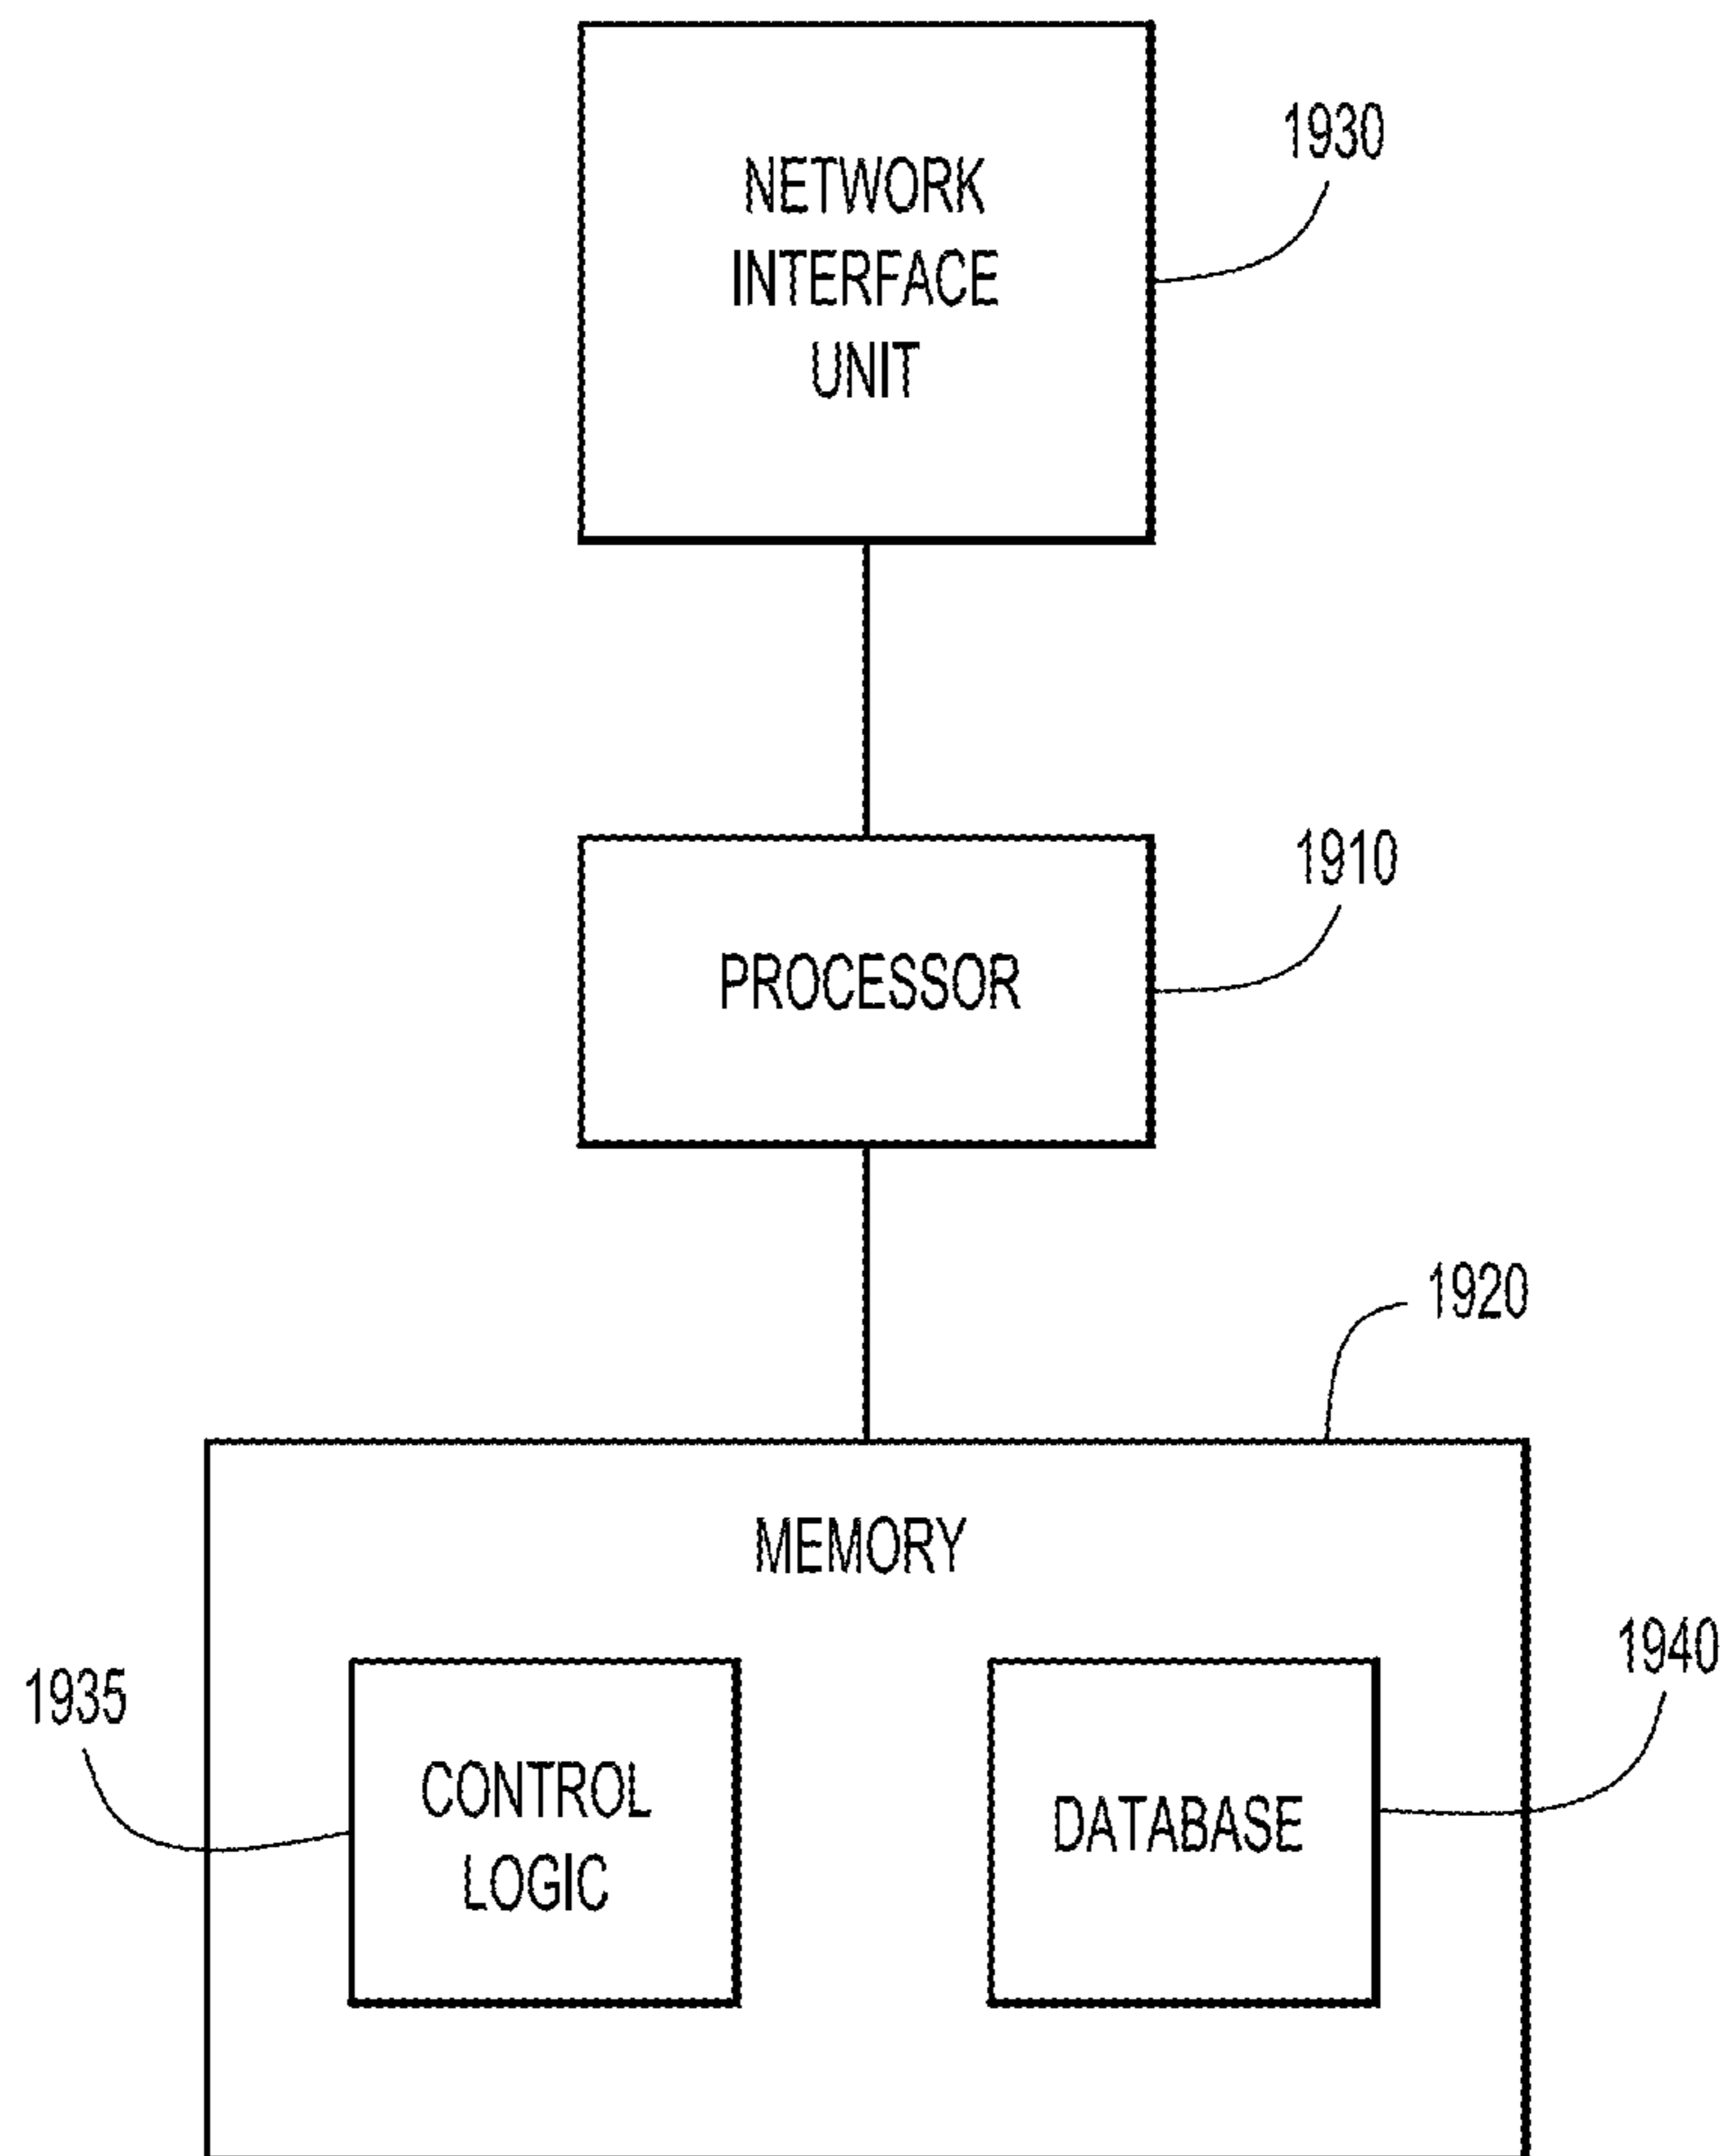 1930
NETWORK
INTERFACE
UNIT
1910
PROCESSOR
1920
MEMORY
1935
CONTROL
LOGIC
1940
DATABASE